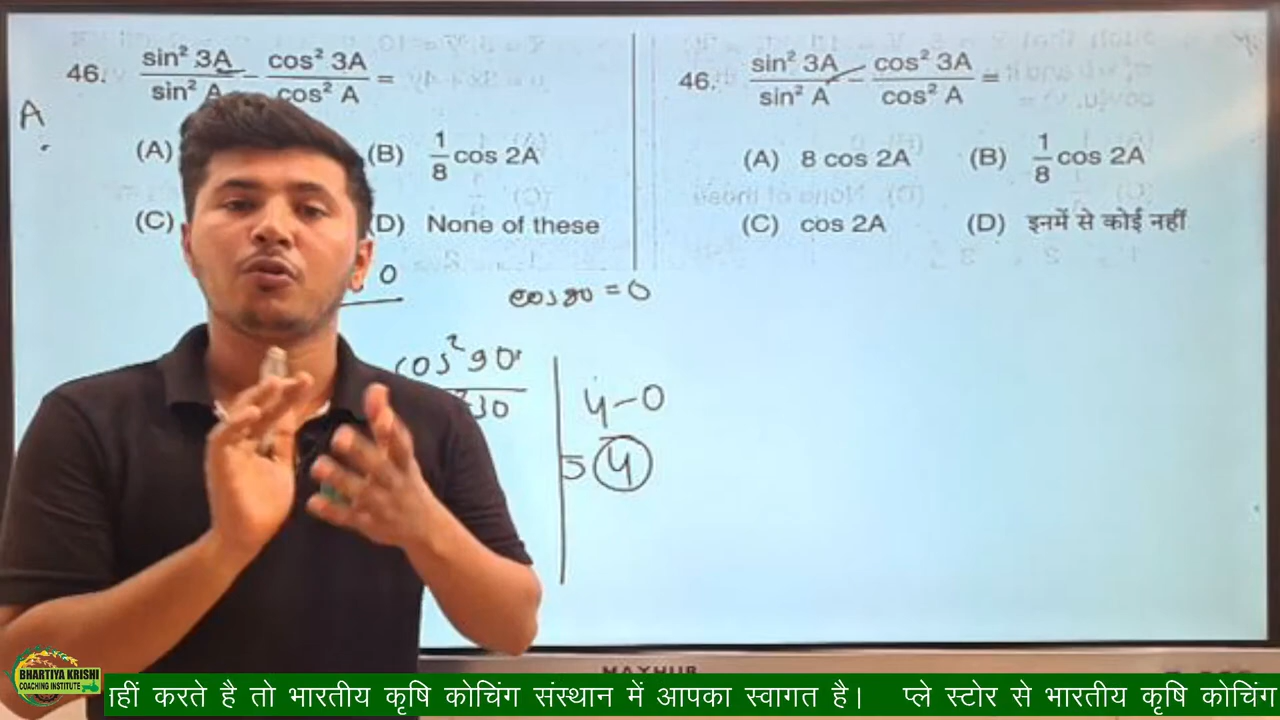 46. sin² 3A / sin² A - cos² 3A / cos² A =
A
(A)
(B) 1/8 cos 2A
(C)
(D) None of these
0
cos 90 = 0
cos² 90°
30
4-0
= 4
46. sin² 3A / sin² A - cos² 3A / cos² A =
(A) 8 cos 2A (B) 1/8 cos 2A
(C) cos 2A (D) इनमें से कोई नहीं
MAXHUB
BHARTIYA KRISHI
COACHING INSTITUTE
हीं करते है तो भारतीय कृषि कोचिंग संस्थान में आपका स्वागत है। प्ले स्टोर से भारतीय कृषि कोचिंग